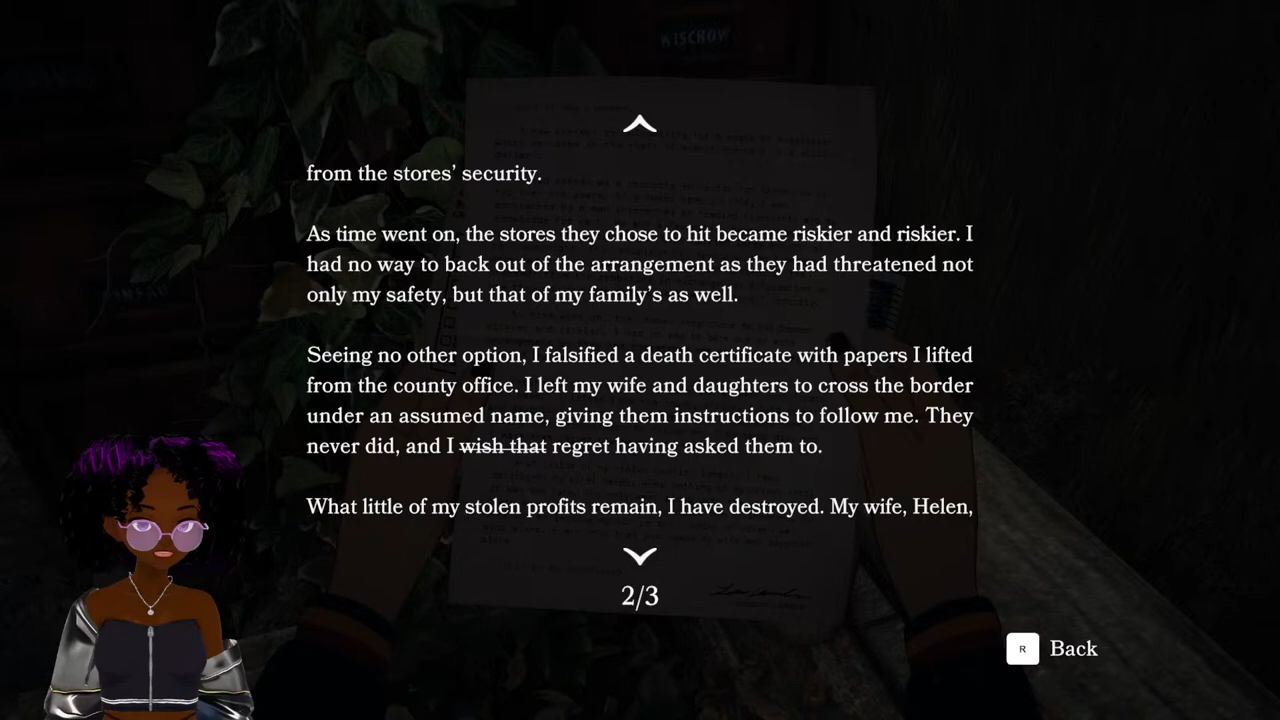 from the stores’ security.
As time went on, the stores they chose to hit became riskier and riskier. I
had no way to back out of the arrangement as they had threatened not
only my safety, but that of my family’s as well.
Seeing no other option, I falsified a death certificate with papers I lifted
from the county office. I left my wife and daughters to cross the border
under an assumed name, giving them instructions to follow me. They
never did, and I wish that regret having asked them to.
What little of my stolen profits remain, I have destroyed. My wife, Helen,
2/3
R Back